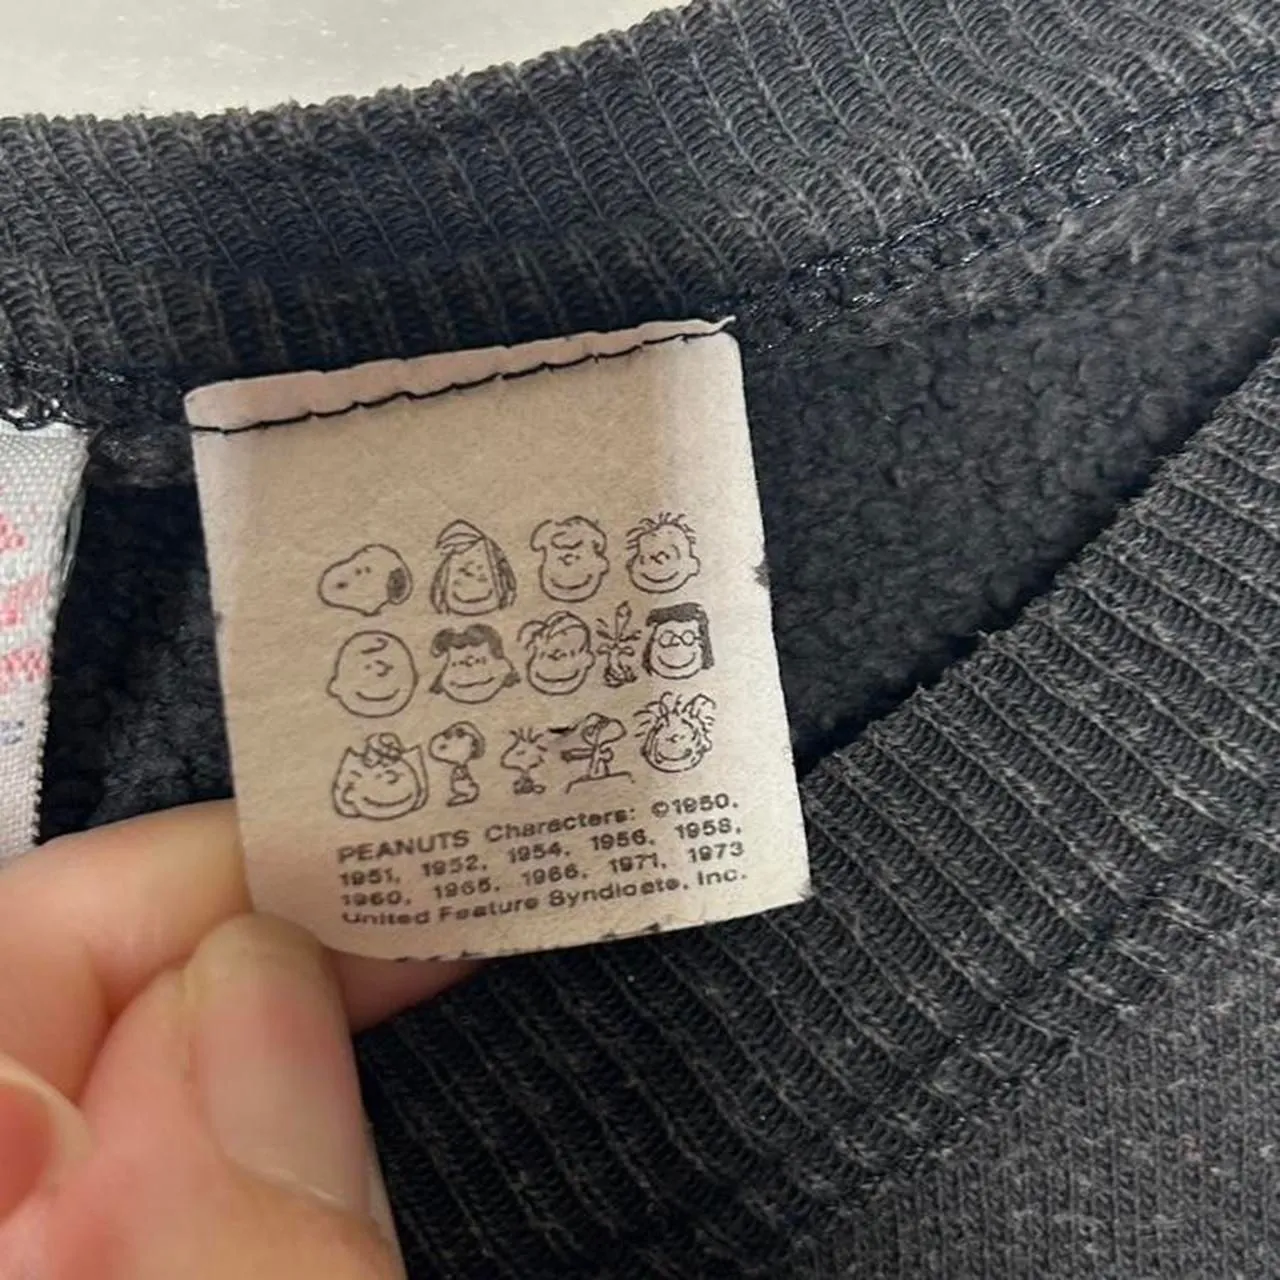 PEANUTS Characters: ©1950,
1951, 1952, 1954, 1956, 1958,
1960, 1965, 1966, 1971, 1973
United Feature Syndicate, Inc.